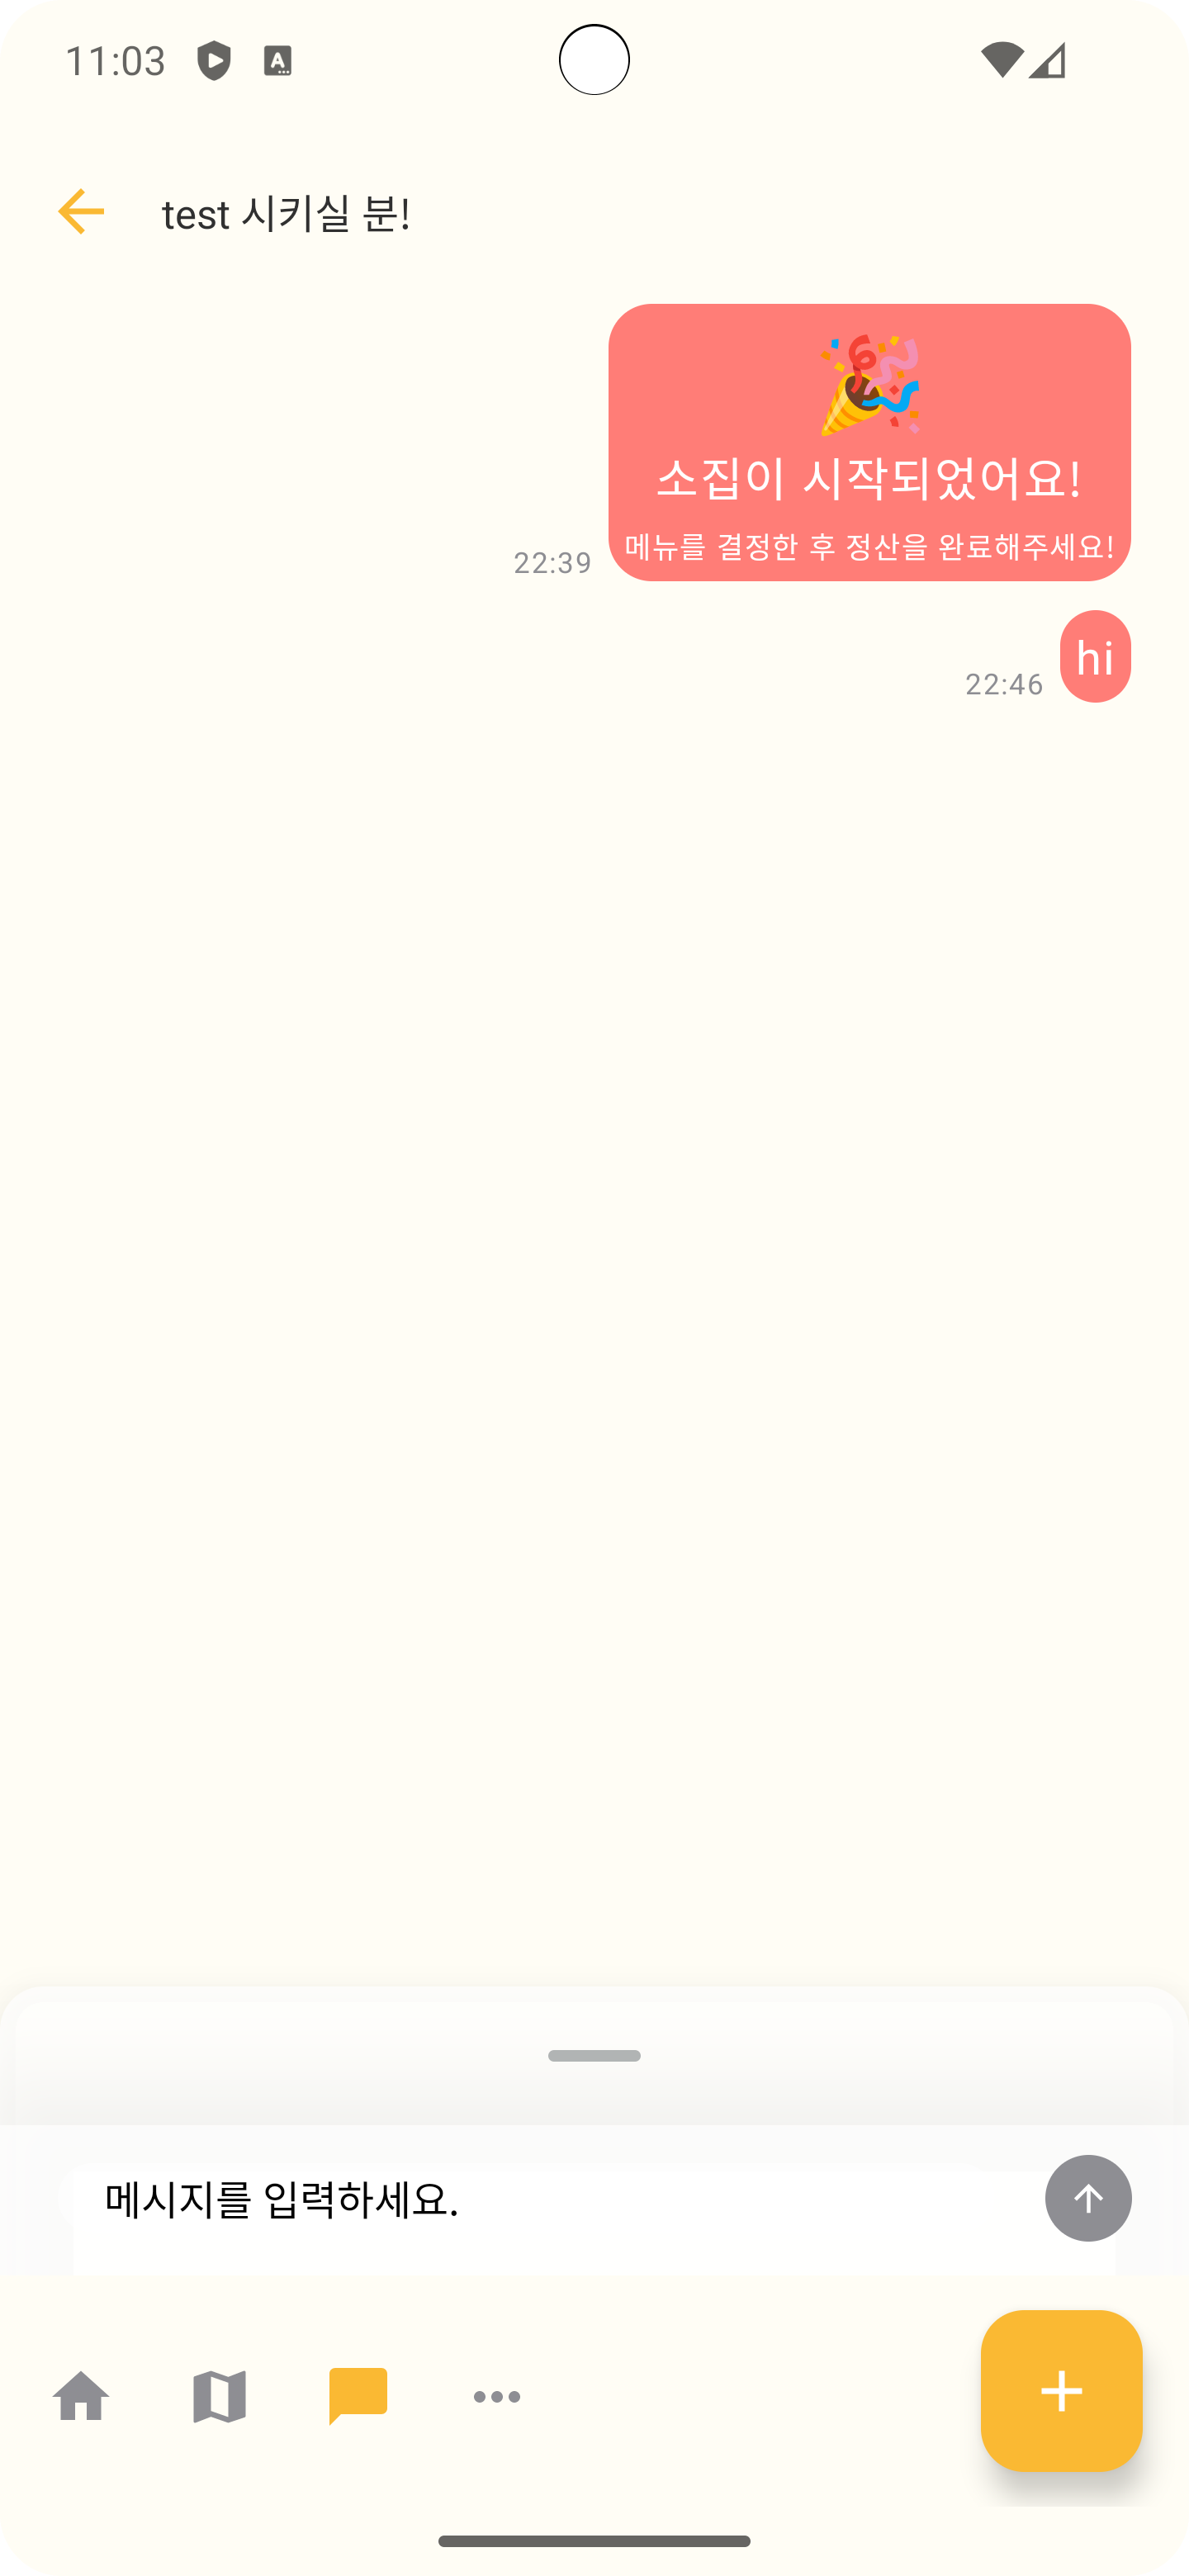 11:03
test 시키실 분!
소집이 시작되었어요!
메뉴를 결정한 후 정산을 완료해주세요!
22:39
hi
22:46
메시지를 입력하세요.